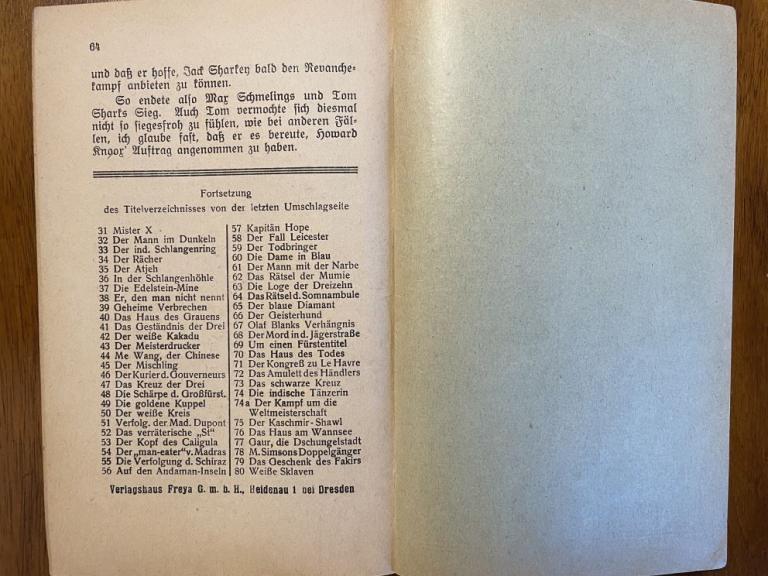 64
und daß er hoffe, Jack Sharkey bald den Revanche-
kampf anbieten zu können.
So endete also Max Schmelings und Tom
Sharks Sieg. Auch Tom vermochte sich diesmal
nicht so siegesfroh zu fühlen, wie bei anderen Fäl-
len, ich glaube fast, daß er es bereute, Howard
Knox' Auftrag angenommen zu haben.
Fortsetzung
des Titelverzeichnisses von der letzten Umschlagseite
31 Mister X
32 Der Mann im Dunkeln
33 Der ind. Schlangenring
34 Der Rächer
35 Der Atjeh
36 In der Schlangenhöhle
37 Die Edelstein-Mine
38 Er, den man nicht nennt
39 Geheime Verbrechen
40 Das Haus des Grauens
41 Das Geständnis der Drei
42 Der weiße Kakadu
43 Der Meisterdrucker
44 Me Wang, der Chinese
45 Der Mischling
46 Der Kurier d. Gouverneurs
47 Das Kreuz der Drei
48 Die Schärpe d. Großfürst.
49 Die goldene Kuppel
50 Der weiße Kreis
51 Verfolg. der Mad. Dupont
52 Das verräterische „St“
53 Der Kopf des Caligula
54 Der „man-eater“ v. Madras
55 Die Verfolgung d. Schiraz
56 Auf den Andaman-Inseln
57 Kapitän Hope
58 Der Fall Leicester
59 Der Todbringer
60 Die Dame in Blau
61 Der Mann mit der Narbe
62 Das Rätsel der Mumie
63 Die Loge der Dreizehn
64 Das Rätsel d. Somnambule
65 Der blaue Diamant
66 Der Geisterhund
67 Olaf Blanks Verhängnis
68 Der Mord in d. Jägerstraße
69 Um einen Fürstentitel
70 Das Haus des Todes
71 Der Kongreß zu Le Havre
72 Das Amulett des Händlers
73 Das schwarze Kreuz
74 Die indische Tänzerin
74a Der Kampf um die
Weltmeisterschaft
75 Der Kaschmir-Shawl
76 Das Haus am Wannsee
77 Gaur, die Dschungelstadt
78 M. Simsons Doppelgänger
79 Das Geschenk des Fakirs
80 Weiße Sklaven
Verlagshaus Freya G. m. b. H., Heidenau 1 bei Dresden